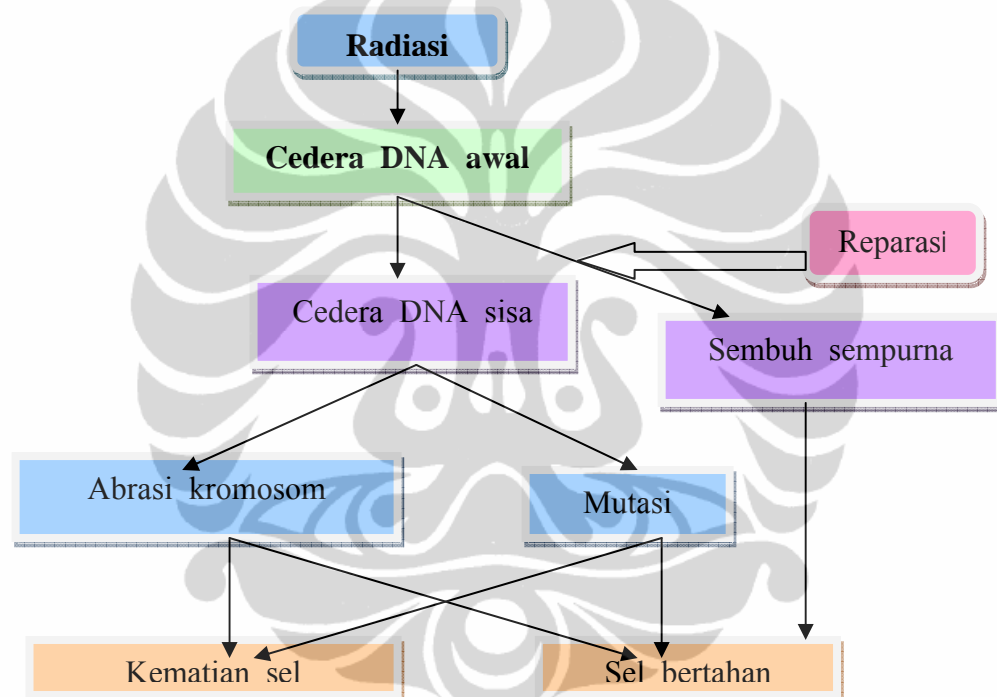 Radiasi
Cedera DNA awal
Reparasi
Cedera DNA sisa
Sembuh sempurna
Abrasi kromosom
Mutasi
Kematian sel
Sel bertahan